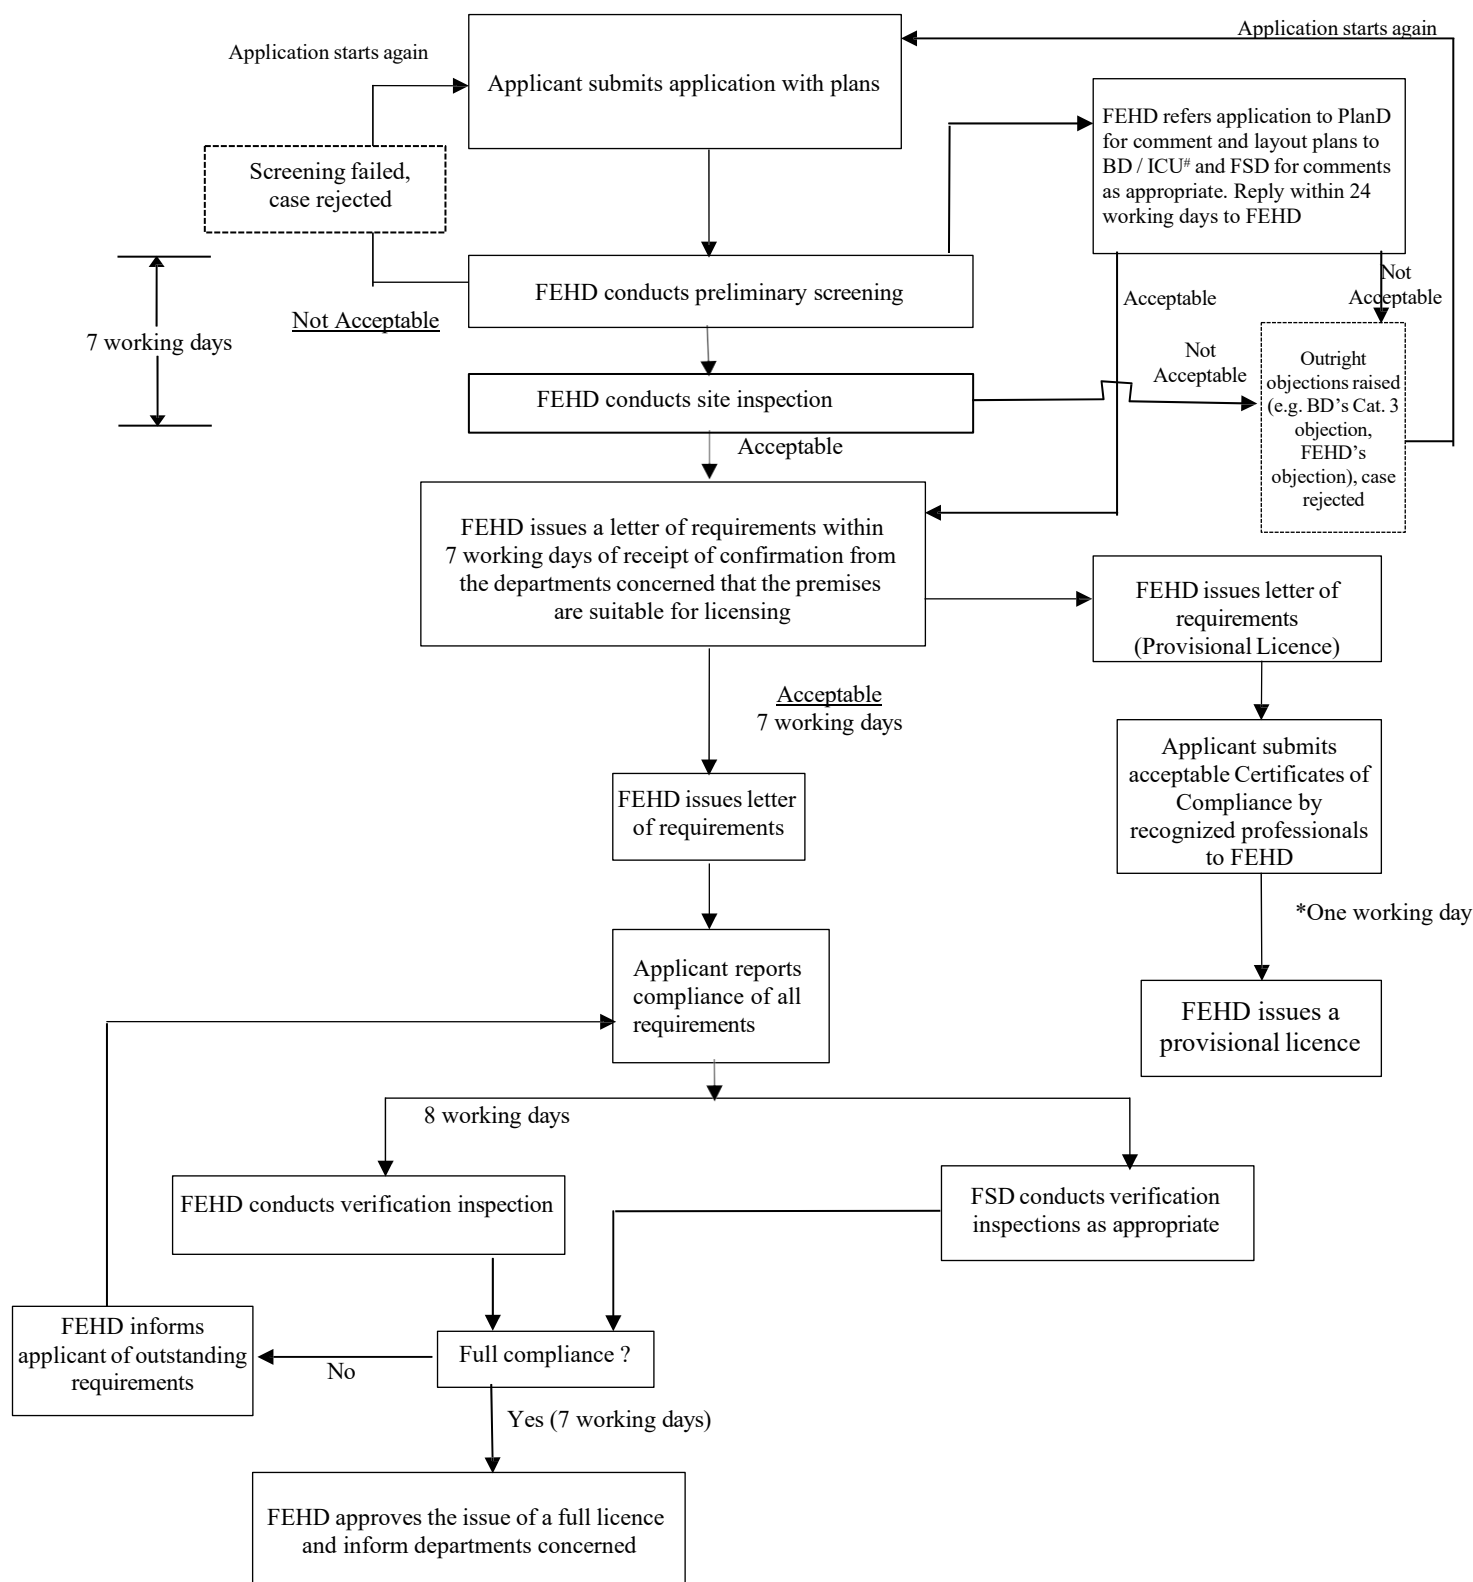 Application starts again
Application starts again
Applicant submits application with plans
FEHD refers application to PlanD
for comment and layout plans to
BD / ICU# and FSD for comments
as appropriate. Reply within 24
working days to FEHD
Screening failed,
case rejected
FEHD conducts preliminary screening
Not Acceptable
7 working days
Acceptable
Not
Acceptable
FEHD conducts site inspection
Not
Acceptable
Outright
objections raised
(e.g. BD’s Cat. 3
objection,
FEHD’s
objection), case
rejected
Acceptable
FEHD issues a letter of requirements within
7 working days of receipt of confirmation from
the departments concerned that the premises
are suitable for licensing
FEHD issues letter of
requirements
(Provisional Licence)
Acceptable
7 working days
Applicant submits
acceptable Certificates of
Compliance by
recognized professionals
to FEHD
FEHD issues letter
of requirements
*One working day
Applicant reports
compliance of all
requirements
FEHD issues a
provisional licence
8 working days
FEHD conducts verification inspection
FSD conducts verification
inspections as appropriate
FEHD informs
applicant of outstanding
requirements
No
Full compliance ?
Yes (7 working days)
FEHD approves the issue of a full licence
and inform departments concerned